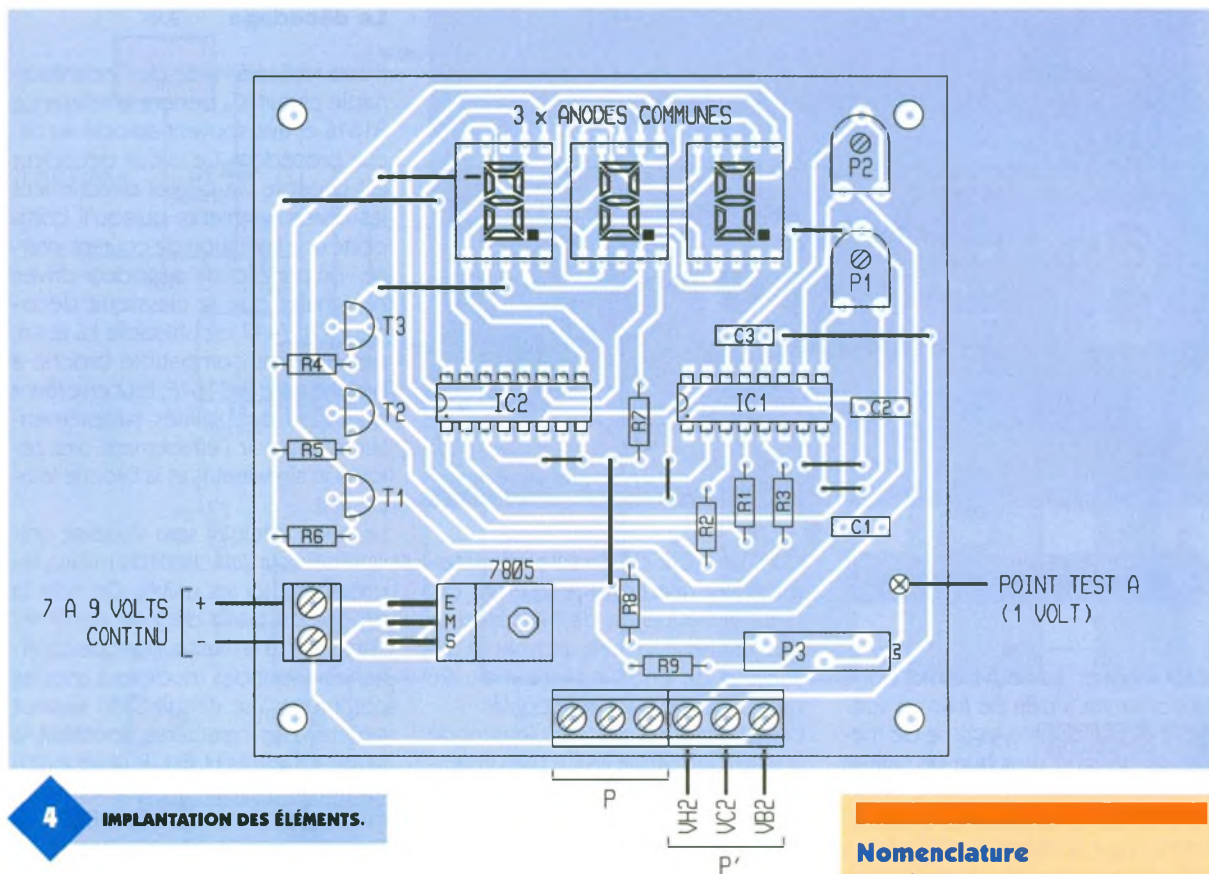 Le décodage
3 x ANODES COMMUNES
P2
P1
T3
C3
R4
IC2
IC1
R7
C2
T2
R5
T1
R2
R1
R3
C1
R6
7805
7 A 9 VOLTS
CONTINU
+
-
E
M
S
R8
POINT TEST A
(1 VOLT)
P3
R9
P
VH2
VC2
VB2
P'
4
IMPLANTATION DES ÉLÉMENTS.
Nomenclature